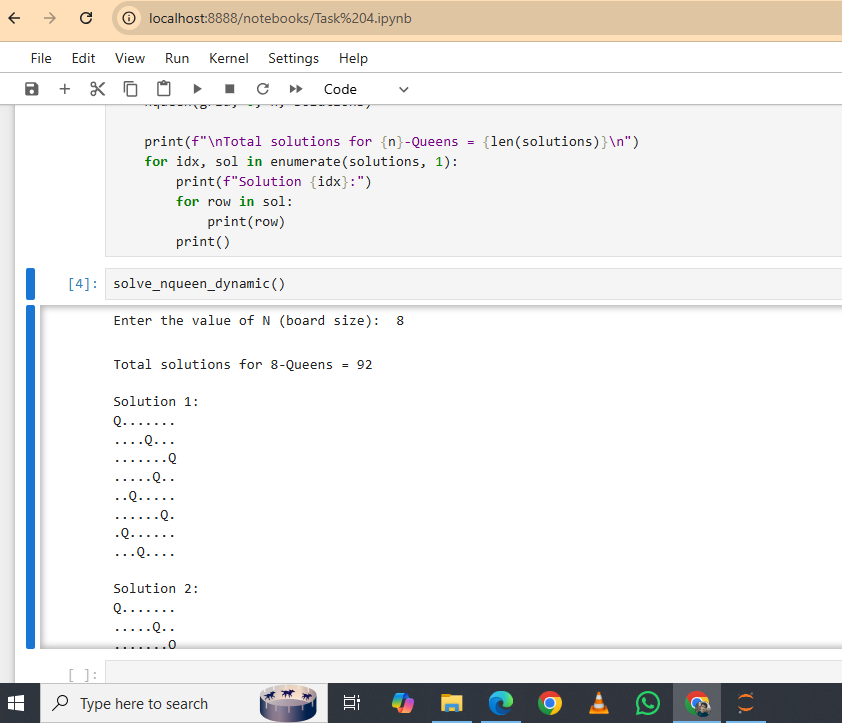 localhost:8888/notebooks/Task%204.ipynb
File Edit View Run Kernel Settings Help
Code
print(f"\nTotal solutions for {n}-Queens = {len(solutions)}\n")
for idx, sol in enumerate(solutions, 1):
print(f"Solution {idx}:")
for row in sol:
print(row)
print()
[4]: solve_nqueen_dynamic()
Enter the value of N (board size): 8
Total solutions for 8-Queens = 92
Solution 1:
Q.......
....Q...
.......Q
.....Q..
..Q.....
......Q.
.Q......
...Q....
Solution 2:
Q.......
.....Q..
.......Q
[ ]:
Type here to search